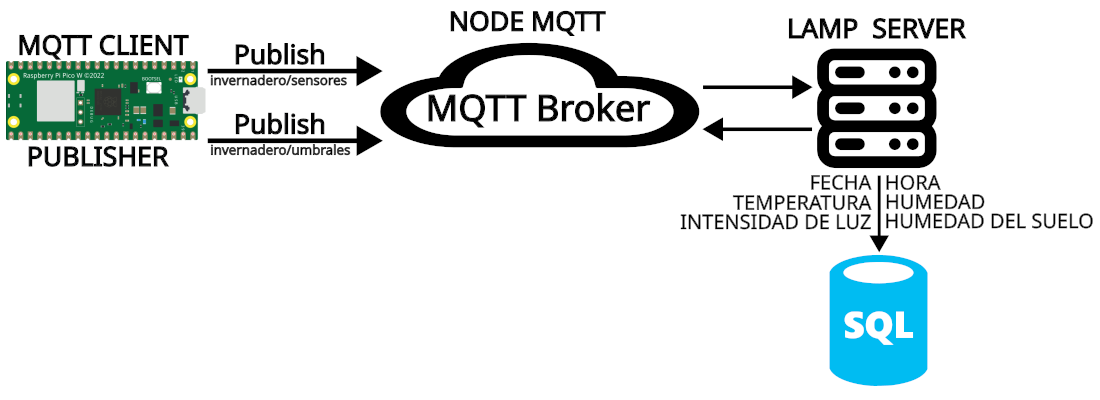 MQTT CLIENT
Raspberry Pi Pico W ©2022
BOOTSEL
PUBLISHER
Publish
invernadero/sensores
Publish
invernadero/umbrales
NODE MQTT
MQTT Broker
LAMP SERVER
FECHA HORA
TEMPERATURA HUMEDAD
INTENSIDAD DE LUZ HUMEDAD DEL SUELO
SQL